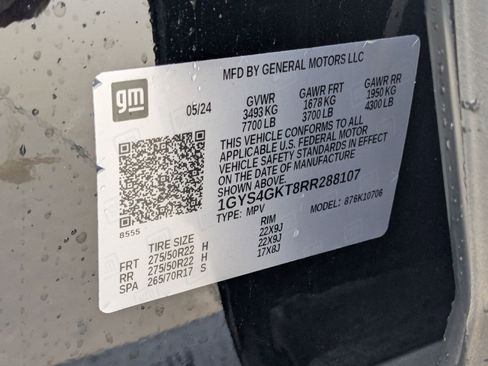 MFD BY GENERAL MOTORS LLC
gm
05/24
GVWR GAWR FRT GAWR RR
3493 KG 1678 KG 1950 KG
7700 LB 3700 LB 4300 LB
THIS VEHICLE CONFORMS TO ALL
APPLICABLE U.S. FEDERAL MOTOR
VEHICLE SAFETY STANDARDS IN EFFECT
ON THE DATE OF MANUFACTURE
SHOWN ABOVE.
1GYS4GKT8RR288107
TYPE: MPV MODEL: 876K10706
8555
TIRE SIZE RIM
FRT 275/50R22 H 22X9J
RR 275/50R22 H 22X9J
SPA 265/70R17 S 17X8J